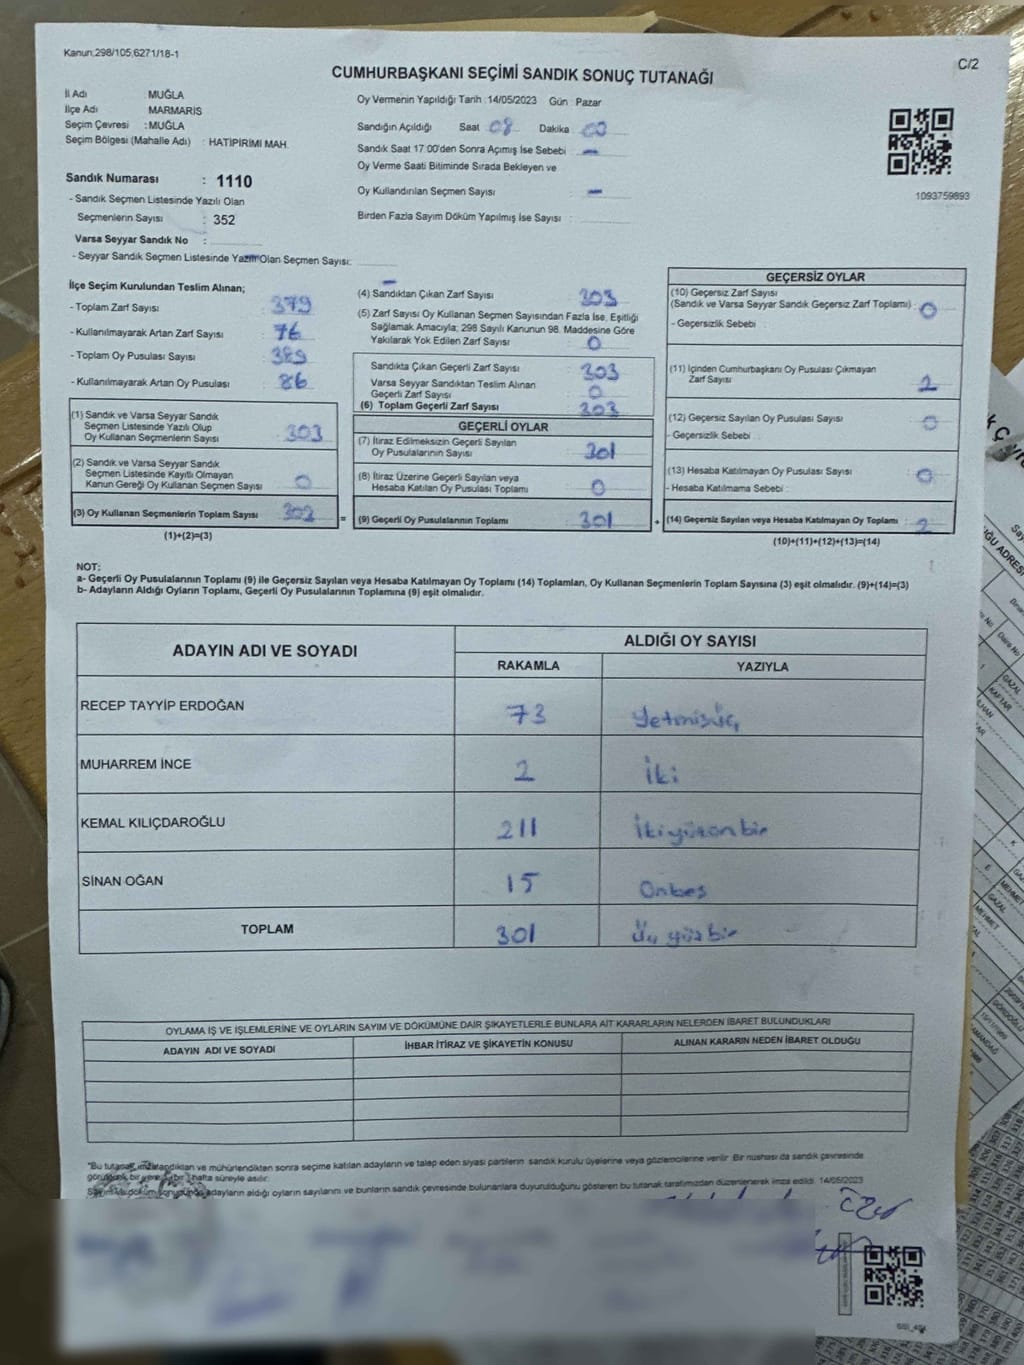 Kanun.298/105,6271/18-1
C/2
CUMHURBAŞKANI SEÇİMİ SANDIK SONUÇ TUTANAĞI
İl Adı : MUĞLA
İlçe Adı MARMARİS
Seçim Çevresi : MUĞLA
Seçim Bölgesi (Mahalle Adı) : HATİPİRİMİ MAH.
Sandık Numarası : 1110
- Sandık Seçmen Listesinde Yazılı Olan
Seçmenlerin Sayısı : 352
Varsa Seyyar Sandık No :
- Seyyar Sandık Seçmen Listesinde Yazılı Olan Seçmen Sayısı:
Oy Vermenin Yapıldığı Tarih :14/05/2023 Gün : Pazar
Sandığın Açıldığı Saat 08 Dakika 00
Sandık Saat 17:00'den Sonra Açımış İse Sebebi —
Oy Verme Saati Bitiminde Sırada Bekleyen ve
Oy Kullandırılan Seçmen Sayısı —
Birden Fazla Sayım Döküm Yapılmış İse Sayısı :
1093759893
İlçe Seçim Kurulundan Teslim Alınan;
- Toplam Zarf Sayısı : 379
- Kullanılmayarak Artan Zarf Sayısı : 76
- Toplam Oy Pusulası Sayısı : 389
- Kullanılmayarak Artan Oy Pusulası : 86
(1) Sandık ve Varsa Seyyar Sandık
Seçmen Listesinde Yazılı Olup
Oy Kullanan Seçmenlerin Sayısı : 303
(2) Sandık ve Varsa Seyyar Sandık
Seçmen Listesinde Kayıtlı Olmayan
Kanun Gereği Oy Kullanan Seçmen Sayısı : 0
(3) Oy Kullanan Seçmenlerin Toplam Sayısı : 303
(1)+(2)=(3)
(4) Sandıktan Çıkan Zarf Sayısı : 303
(5) Zarf Sayısı Oy Kullanan Seçmen Sayısından Fazla İse, Eşitliği
Sağlamak Amacıyla; 298 Sayılı Kanunun 98. Maddesine Göre
Yakılarak Yok Edilen Zarf Sayısı : 0
Sandıkta Çıkan Geçerli Zarf Sayısı : 303
Varsa Seyyar Sandıktan Teslim Alınan
Geçerli Zarf Sayısı : 0
(6) Toplam Geçerli Zarf Sayısı : 303
GEÇERLİ OYLAR
(7) İtiraz Edilmeksizin Geçerli Sayılan
Oy Pusulalarının Sayısı : 301
(8) İtiraz Üzerine Geçerli Sayılan veya
Hesaba Katılan Oy Pusulası Toplamı : 0
= (9) Geçerli Oy Pusulalarının Toplamı : 301
GEÇERSİZ OYLAR
(10) Geçersiz Zarf Sayısı
(Sandık ve Varsa Seyyar Sandık Geçersiz Zarf Toplamı) : 0
- Geçersizlik Sebebi :
(11) İçinden Cumhurbaşkanı Oy Pusulası Çıkmayan
Zarf Sayısı : 2
(12) Geçersiz Sayılan Oy Pusulası Sayısı : 0
- Geçersizlik Sebebi :
(13) Hesaba Katılmayan Oy Pusulası Sayısı : 0
- Hesaba Katılmama Sebebi :
+ (14) Geçersiz Sayılan veya Hesaba Katılmayan Oy Toplamı : 2
(10)+(11)+(12)+(13)=(14)
NOT:
a- Geçerli Oy Pusulalarının Toplamı (9) ile Geçersiz Sayılan veya Hesaba Katılmayan Oy Toplamı (14) Toplamları, Oy Kullanan Seçmenlerin Toplam Sayısına (3) eşit olmalıdır. (9)+(14)=(3)
b- Adayların Aldığı Oyların Toplamı, Geçerli Oy Pusulalarının Toplamına (9) eşit olmalıdır.
ADAYIN ADI VE SOYADI
ALDIĞI OY SAYISI
RAKAMLA YAZIYLA
RECEP TAYYİP ERDOĞAN 73 Yetmişüç
MUHARREM İNCE 2 İki
KEMAL KILIÇDAROĞLU 211 İkiyüzonbir
SİNAN OĞAN 15 Onbeş
TOPLAM 301 Üçyüzbir
OYLAMA İŞ VE İŞLEMLERİNE VE OYLARIN SAYIM VE DÖKÜMÜNE DAİR ŞİKAYETLERLE BUNLARA AİT KARARLARIN NELERDEN İBARET BULUNDUKLARI
ADAYIN ADI VE SOYADI İHBAR İTİRAZ VE ŞİKAYETİN KONUSU ALINAN KARARIN NEDEN İBARET OLDUĞU
"Bu tutanak imzalandıktan ve mühürlendikten sonra seçime katılan adayların ve talep eden siyasi partilerin sandık kurulu üyelerine veya gözlemcilerine verilir. Bir nüshası da sandık çevresinde
görülecek bir yere bir hafta süreyle asılır.
Sayım ve döküm sonucunda adayların aldığı oyların sayılarını ve bunların sandık çevresinde bulunanlara duyurulduğunu gösteren bu tutanak tarafımızdan düzenlenerek imza edildi. 14/05/2023